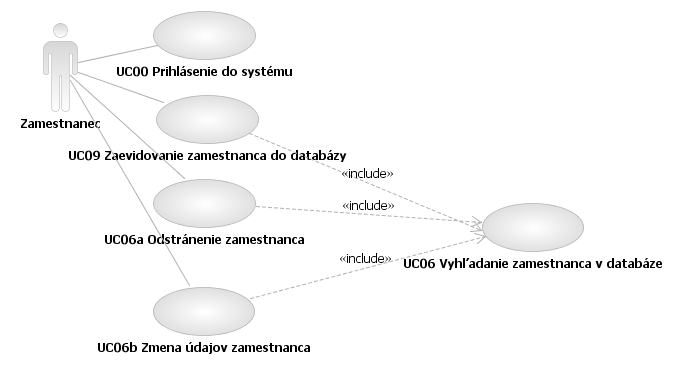 UC00 Prihlásenie do systému
Zamestnanec
UC09 Zaevidovanie zamestnanca do databázy
«include»
«include»
UC06a Odstránenie zamestnanca
«include»
UC06 Vyhľadanie zamestnanca v databáze
UC06b Zmena údajov zamestnanca